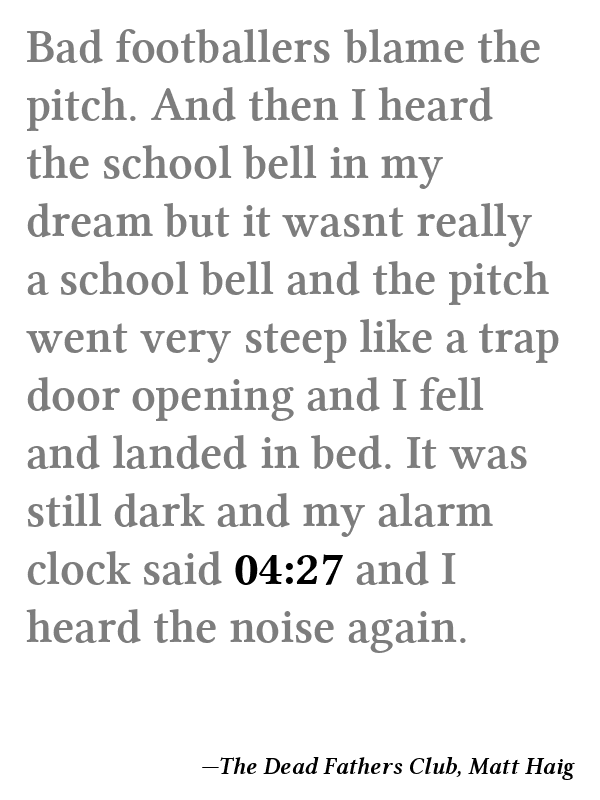 Bad footballers blame the
pitch. And then I heard
the school bell in my
dream but it wasnt really
a school bell and the pitch
went very steep like a trap
door opening and I fell
and landed in bed. It was
still dark and my alarm
clock said 04:27 and I
heard the noise again.
—The Dead Fathers Club, Matt Haig